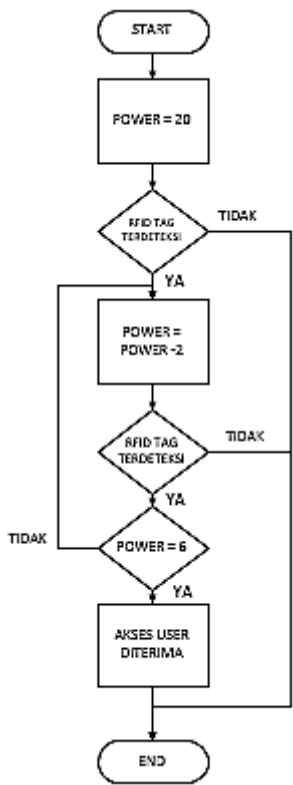 START
POWER = 20
RFID TAG
TERDETEKSI
TIDAK
YA
POWER =
POWER -2
RFID TAG
TERDETEKSI
TIDAK
YA
POWER = 6
TIDAK
YA
AKSES USER
DITERIMA
END